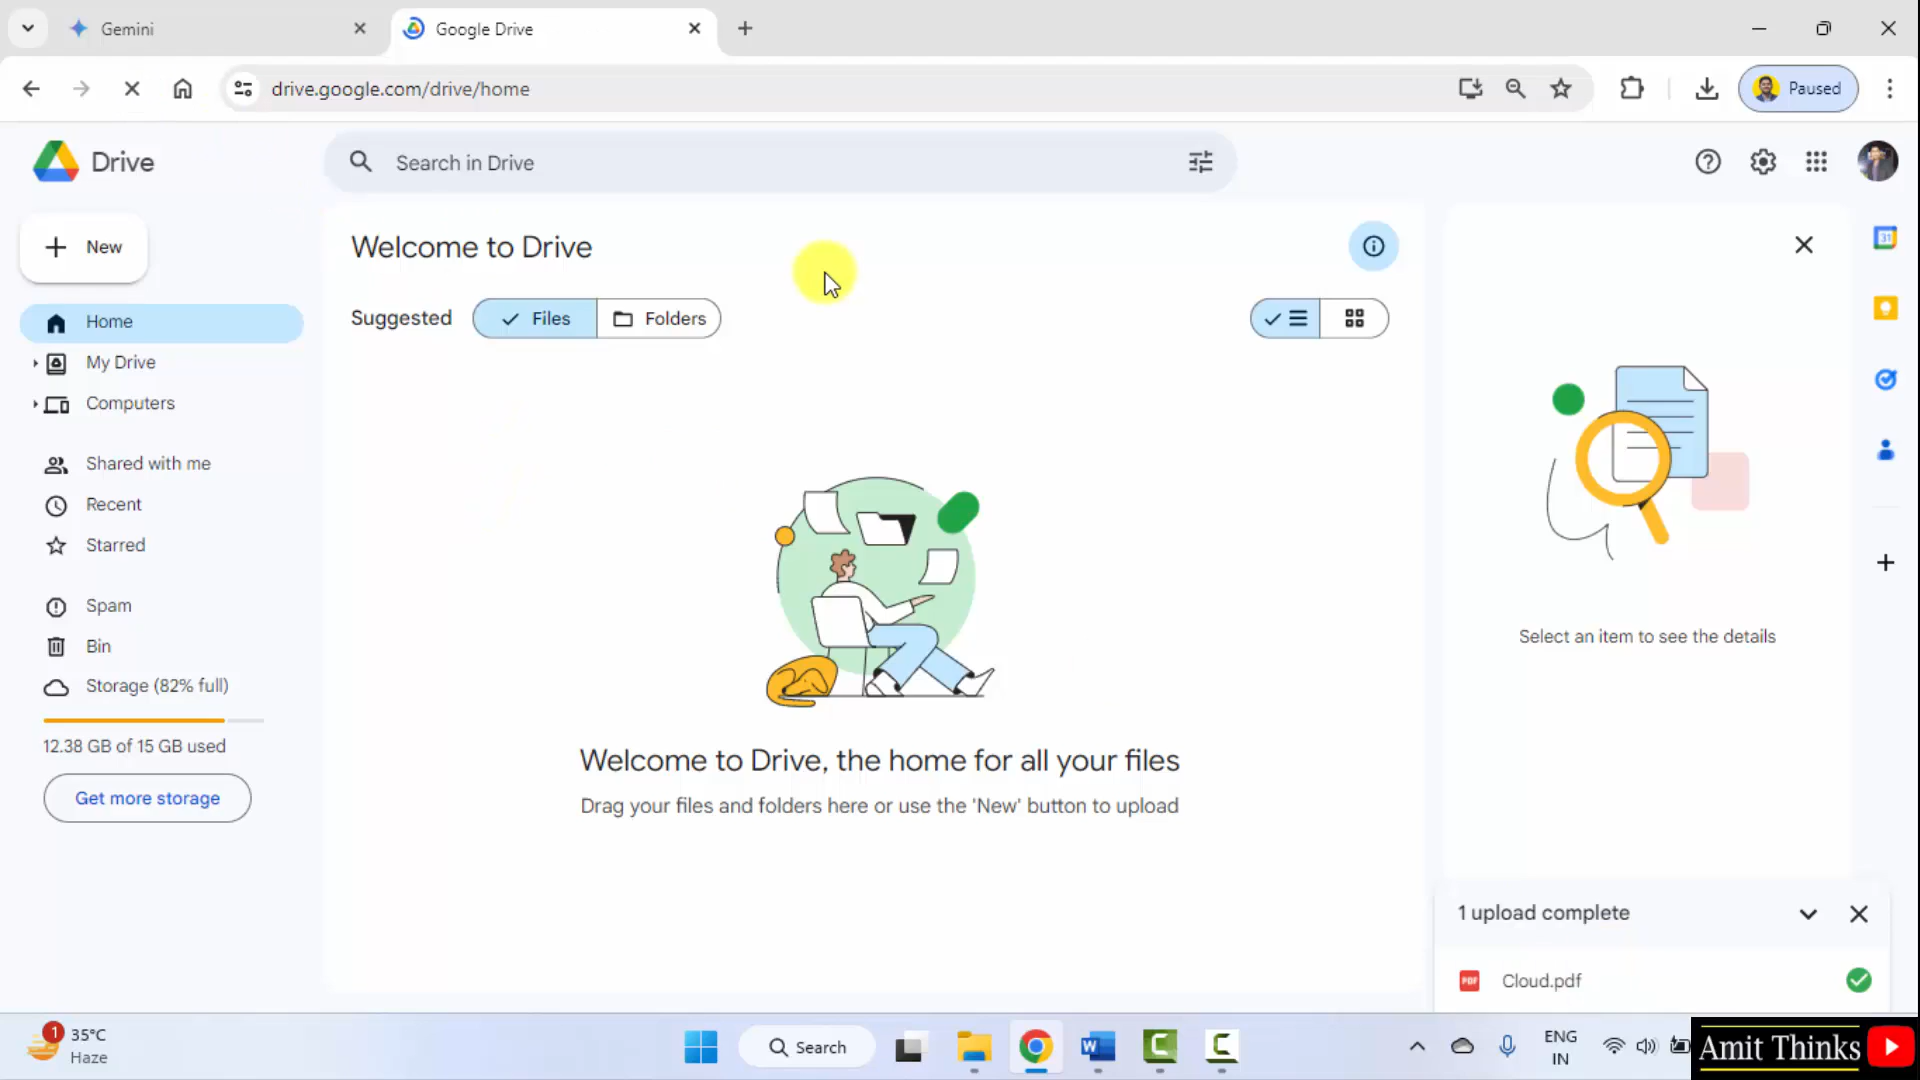 Gemini
Google Drive
drive.google.com/drive/home
Paused
Drive
Search in Drive
New
Welcome to Drive
31
Suggested
Files
Folders
Home
My Drive
Computers
Shared with me
Recent
Starred
Spam
Bin
Storage (82% full)
12.38 GB of 15 GB used
Get more storage
Welcome to Drive, the home for all your files
Drag your files and folders here or use the 'New' button to upload
Select an item to see the details
1 upload complete
PDF
Cloud.pdf
1
35°C
Haze
Search
W
C
C
ENG
IN
Amit Thinks